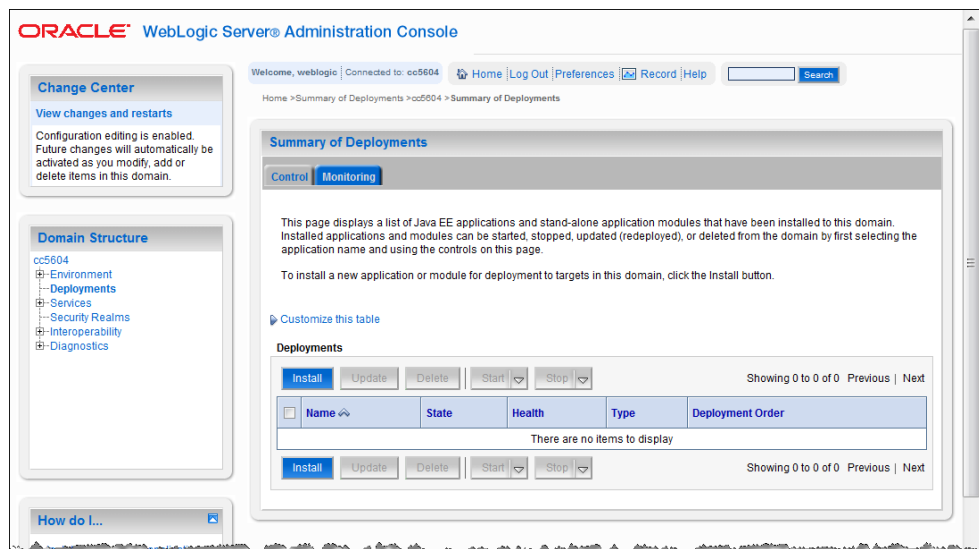 ORACLE® WebLogic Server® Administration Console
Change Center
View changes and restarts
Configuration editing is enabled.
Future changes will automatically be
activated as you modify, add or
delete items in this domain.
Domain Structure
cc5604
Environment
Deployments
Services
Security Realms
Interoperability
Diagnostics
How do I...
Welcome, weblogic Connected to: cc5604 Home Log Out Preferences Record Help Search
Home >Summary of Deployments >cc5604 >Summary of Deployments
Summary of Deployments
Control Monitoring
This page displays a list of Java EE applications and stand-alone application modules that have been installed to this domain.
Installed applications and modules can be started, stopped, updated (redeployed), or deleted from the domain by first selecting the
application name and using the controls on this page.
To install a new application or module for deployment to targets in this domain, click the Install button.
Customize this table
Deployments
Install Update Delete Start Stop Showing 0 to 0 of 0 Previous | Next
Name State Health Type Deployment Order
There are no items to display
Install Update Delete Start Stop Showing 0 to 0 of 0 Previous | Next